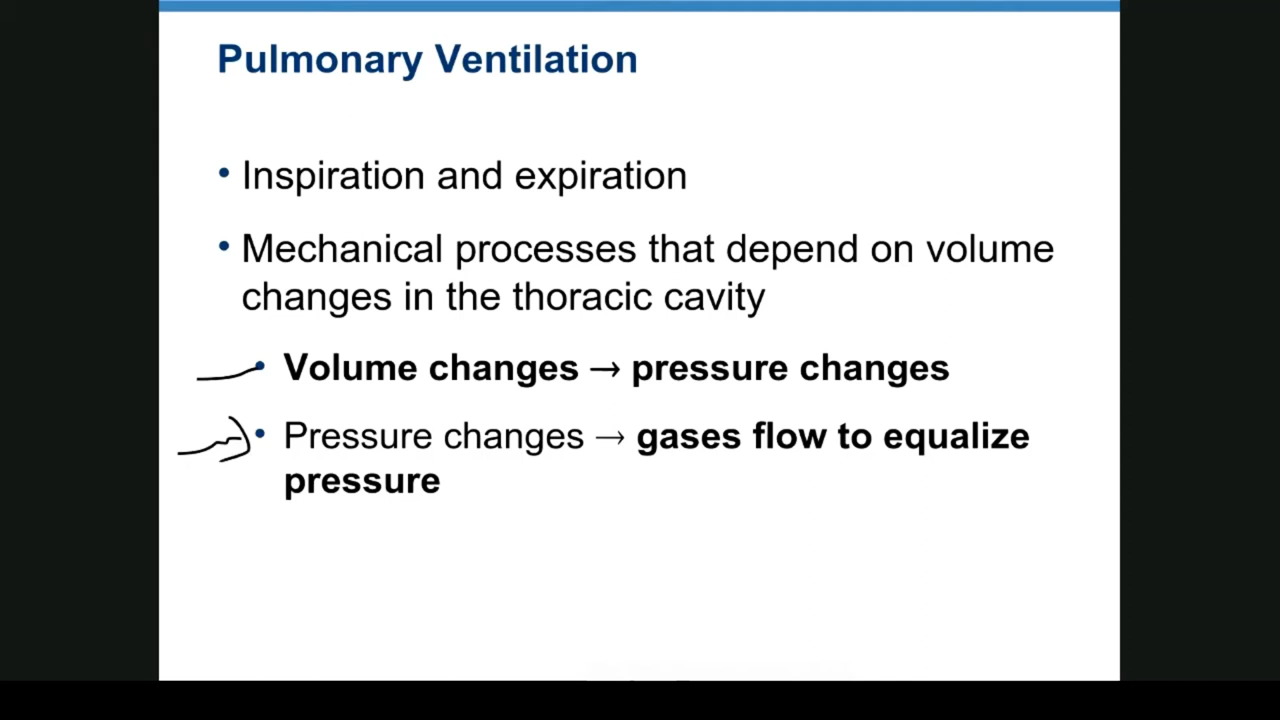 Pulmonary Ventilation
• Inspiration and expiration
• Mechanical processes that depend on volume
changes in the thoracic cavity
• Volume changes → pressure changes
• Pressure changes → gases flow to equalize
pressure